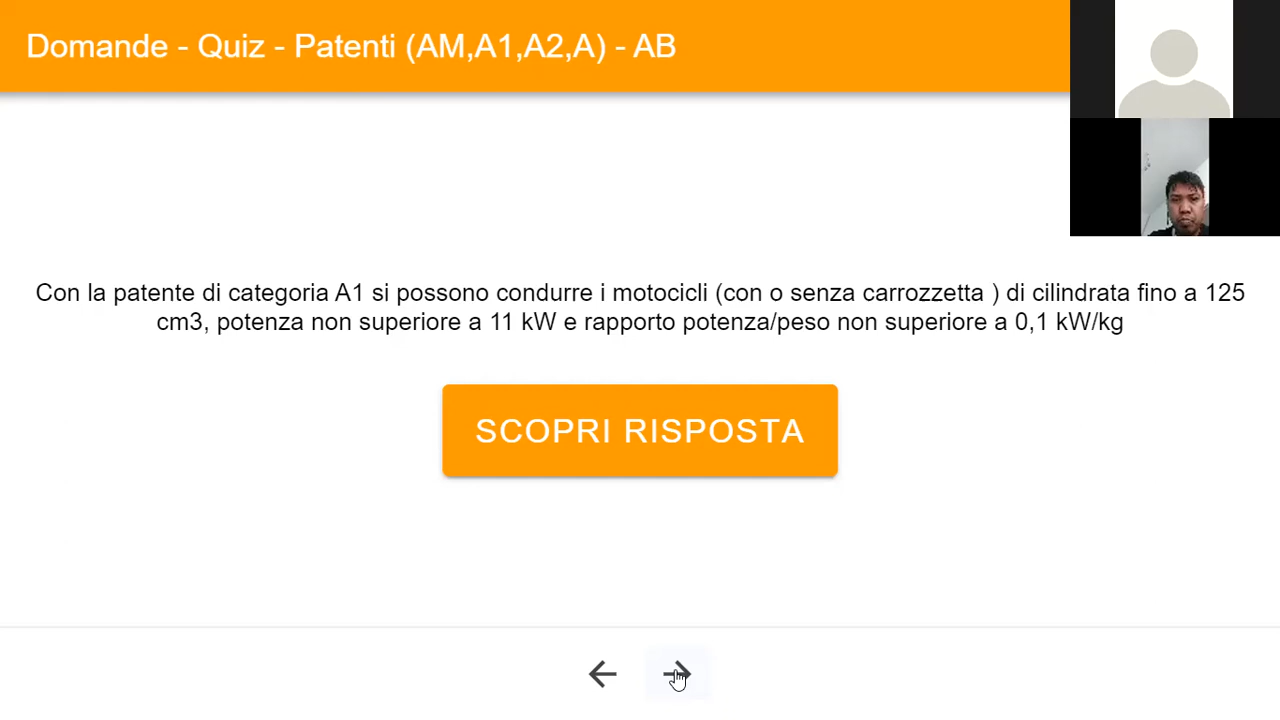 Domande - Quiz - Patenti (AM,A1,A2,A) - AB
Con la patente di categoria A1 si possono condurre i motocicli (con o senza carrozzetta ) di cilindrata fino a 125
cm3, potenza non superiore a 11 kW e rapporto potenza/peso non superiore a 0,1 kW/kg
SCOPRI RISPOSTA